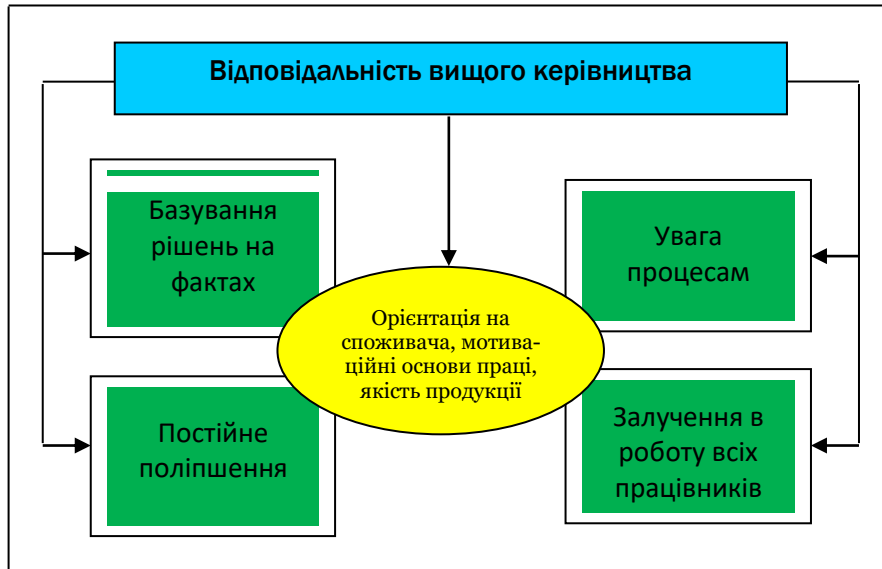 Відповідальність вищого керівництва
Базування
рішень на
фактах
Увага
процесам
Орієнтація на
споживача, мотива-
ційні основи праці,
якість продукції
Постійне
поліпшення
Залучення в
роботу всіх
працівників